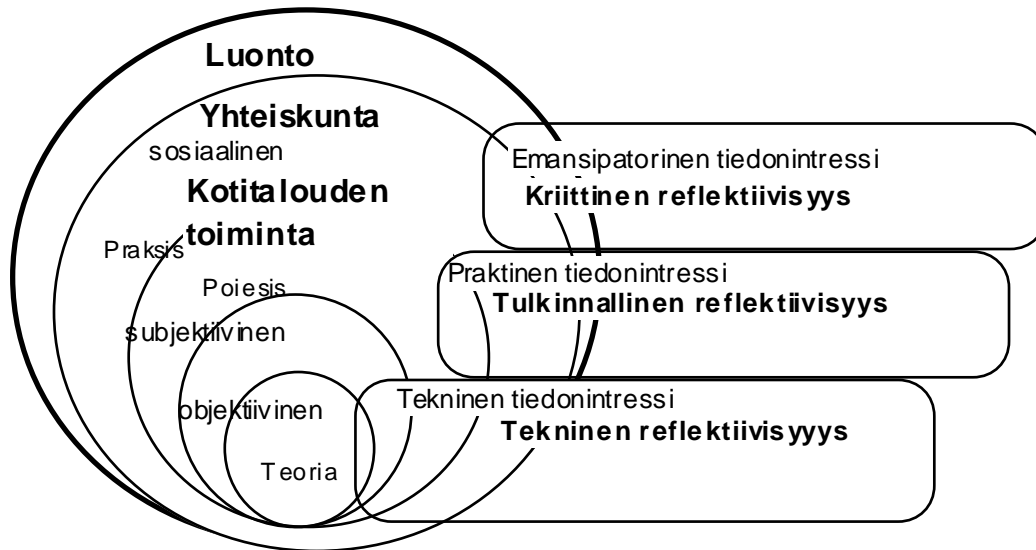 Luonto
Yhteiskunta
sosiaalinen
Kotitalouden
toiminta
Praksis
Poiesis
subjektiivinen
objektiivinen
Teoria
Emansipatorinen tiedonintressi
Kriittinen reflektiivisyys
Praktinen tiedonintressi
Tulkinnallinen reflektiivisyys
Tekninen tiedonintressi
Tekninen reflektiivisyyys